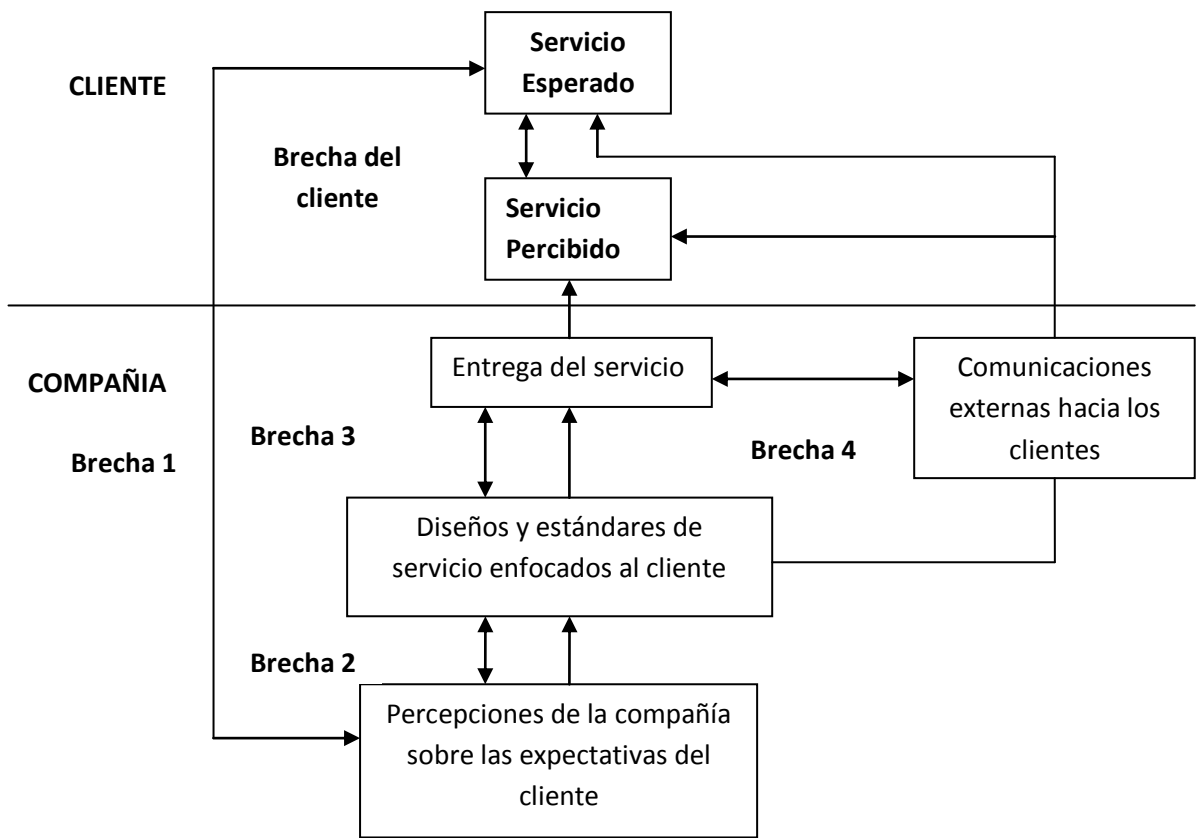 Servicio
Esperado
CLIENTE
Brecha del
cliente
Servicio
Percibido
Entrega del servicio
COMPAÑIA
Comunicaciones
externas hacia los
clientes
Brecha 3
Brecha 1
Brecha 4
Diseños y estándares de
servicio enfocados al cliente
Brecha 2
Percepciones de la compañía
sobre las expectativas del
cliente